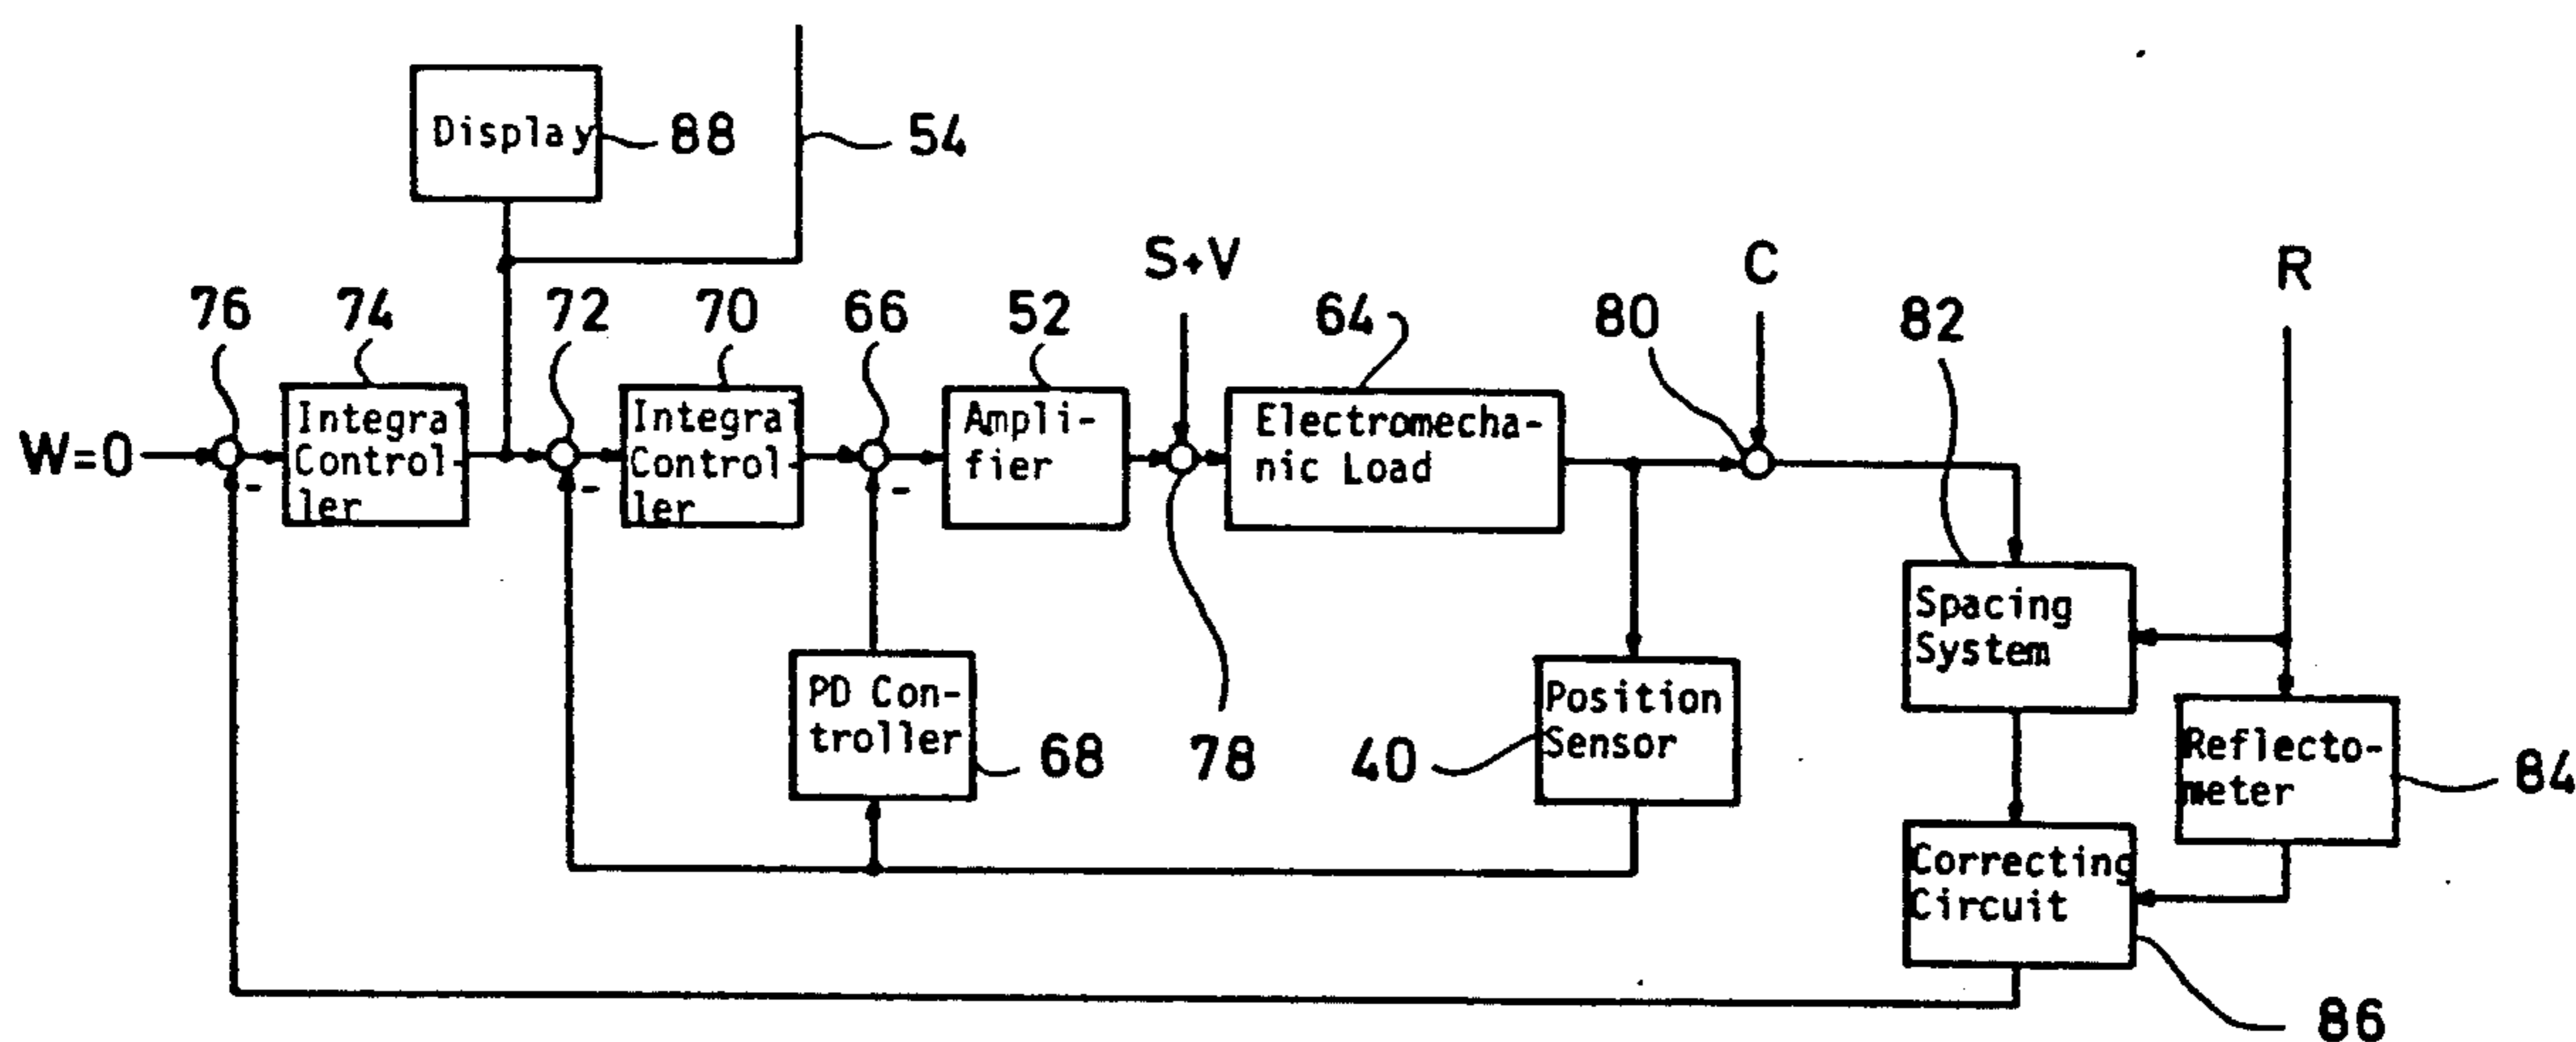 Display
88
54
S+V
C
R
76
74
72
70
66
52
64
80
82
W=0
Integral
Control-
ler
Integral
Control-
ler
Ampli-
fier
Electromecha-
nic Load
-
-
-
Spacing
System
PD Con-
troller
68
78
40
Position
Sensor
Reflecto-
meter
84
Correcting
Circuit
86